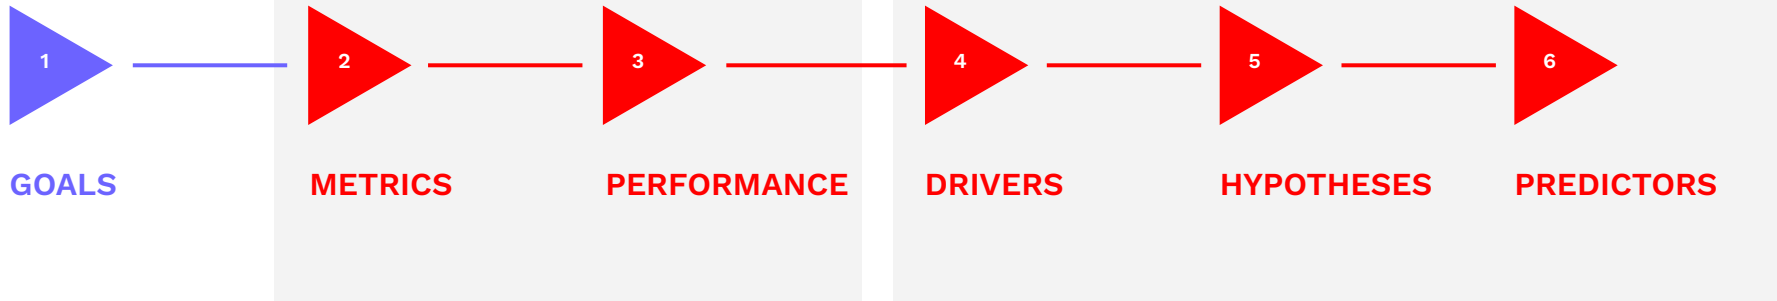 1 2 3 4 5 6
GOALS METRICS PERFORMANCE DRIVERS HYPOTHESES PREDICTORS